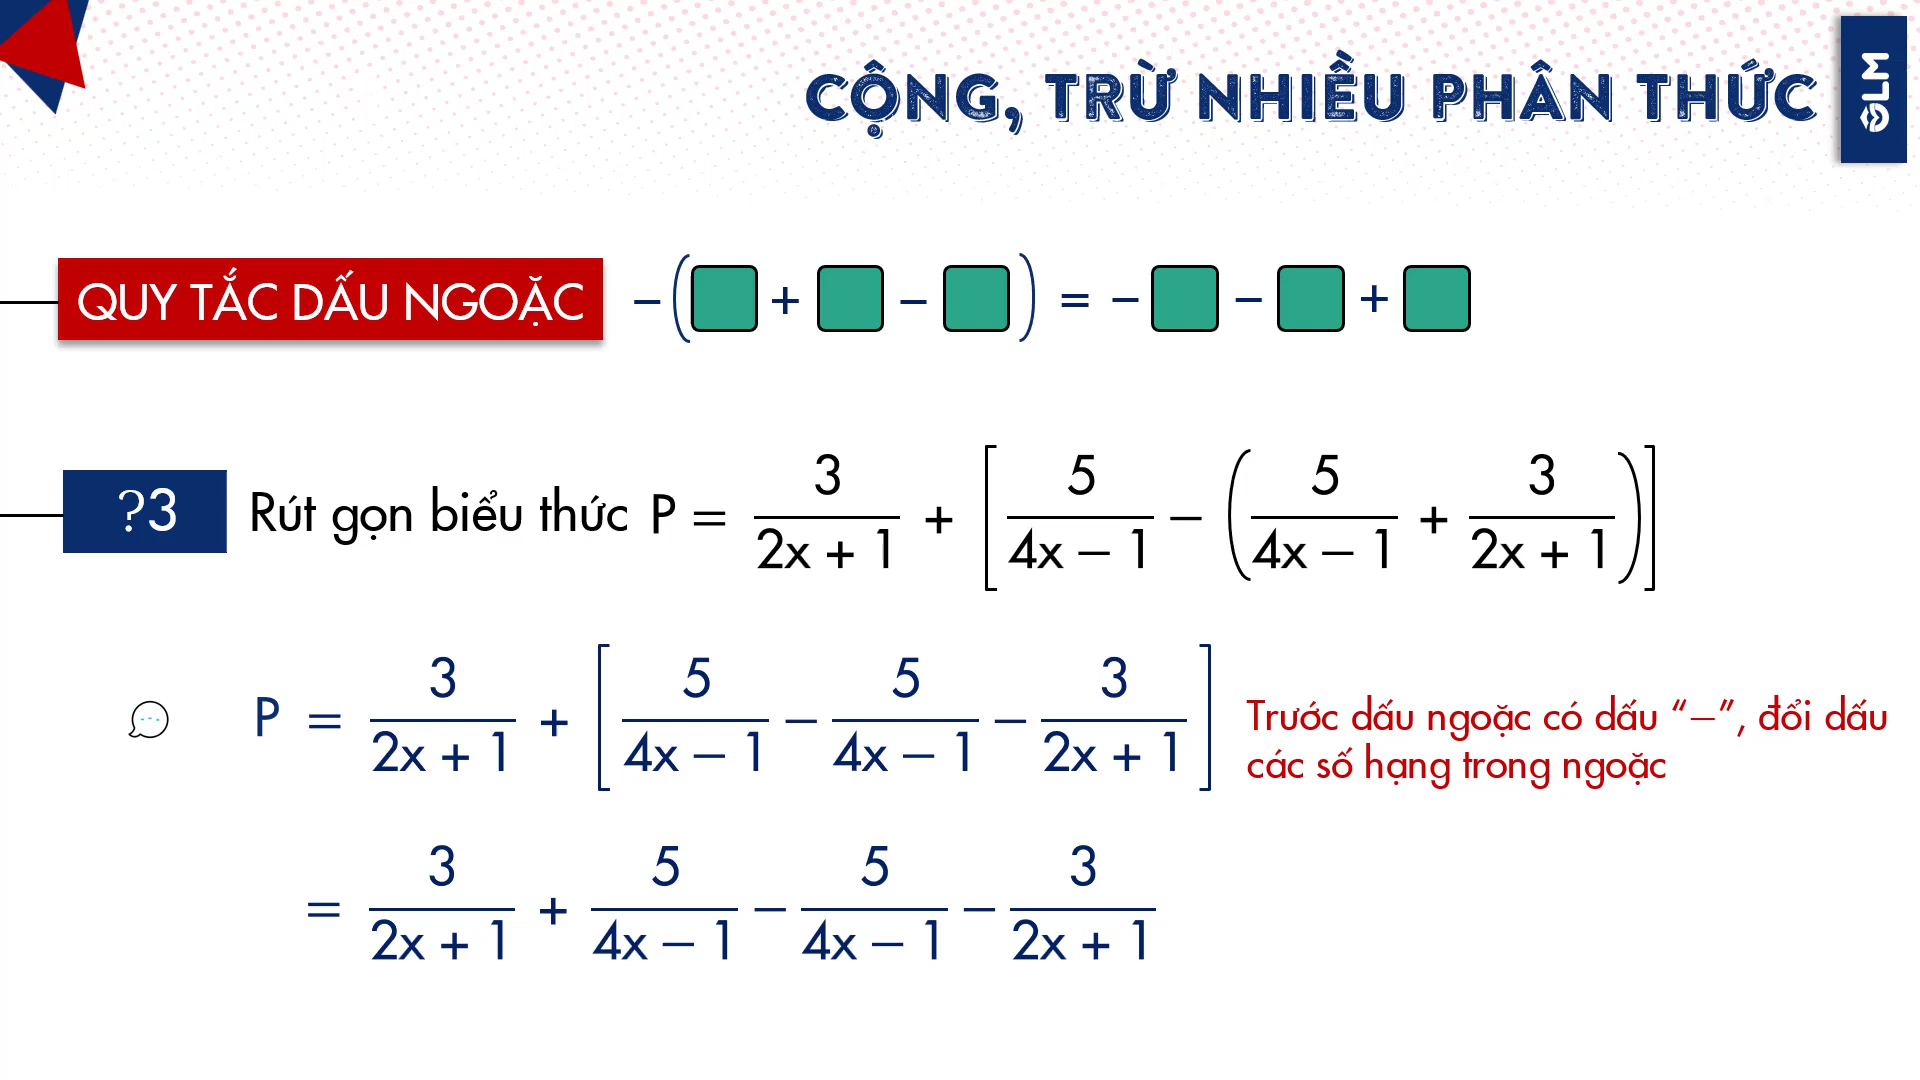 CỘNG, TRỪ NHIỀU PHÂN THỨC
OLM
QUY TẮC DẤU NGOẶC −( + − ) = − − +
?3 Rút gọn biểu thức P = 3/(2x + 1) + [5/(4x − 1) − (5/(4x − 1) + 3/(2x + 1))]
P = 3/(2x + 1) + [5/(4x − 1) − 5/(4x − 1) − 3/(2x + 1)]
Trước dấu ngoặc có dấu “−”, đổi dấu
các số hạng trong ngoặc
= 3/(2x + 1) + 5/(4x − 1) − 5/(4x − 1) − 3/(2x + 1)